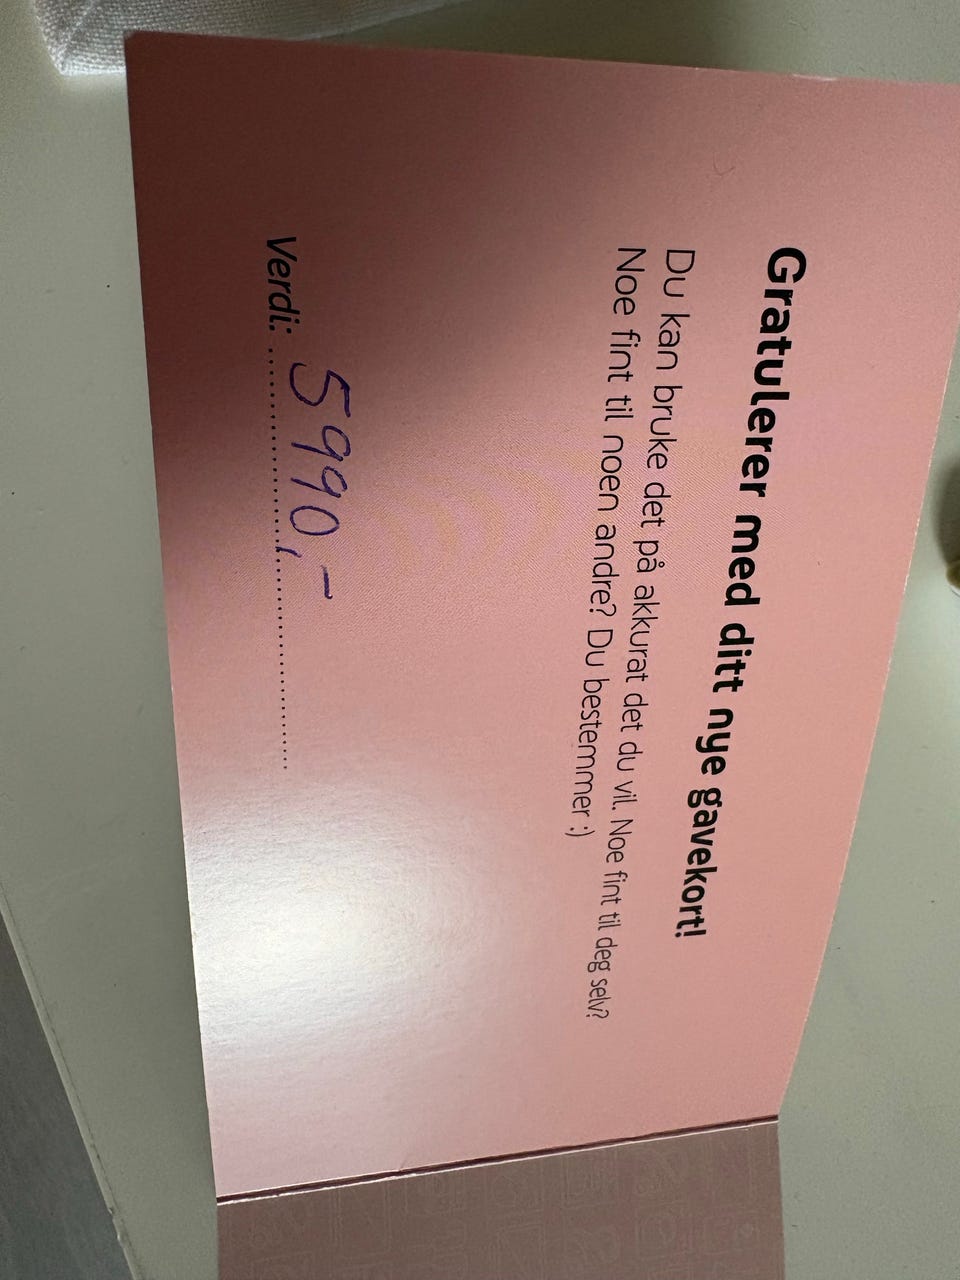 Gratulerer med ditt nye gavekort!
Du kan bruke det på akkurat det du vil. Noe fint til deg selv?
Noe fint til noen andre? Du bestemmer :)
Verdi: 5990,-